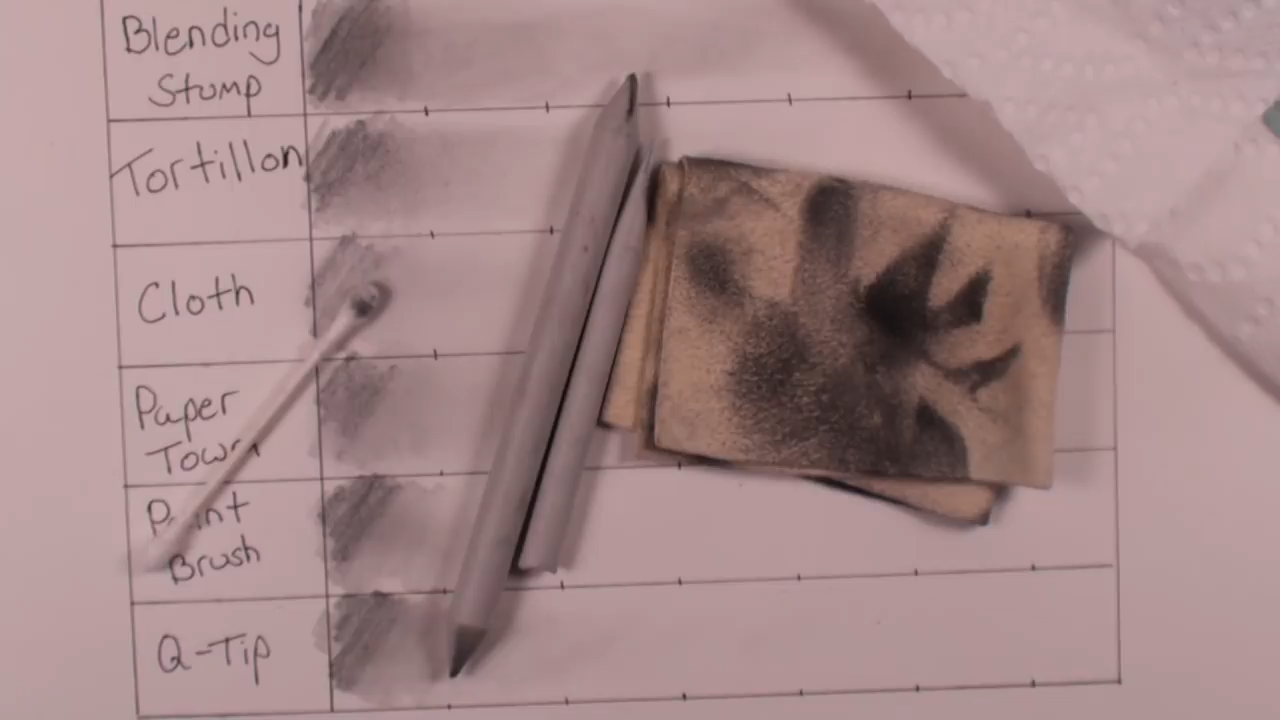 Blending
Stump
Tortillon
Cloth
Paper
Towel
Paint
Brush
Q-Tip